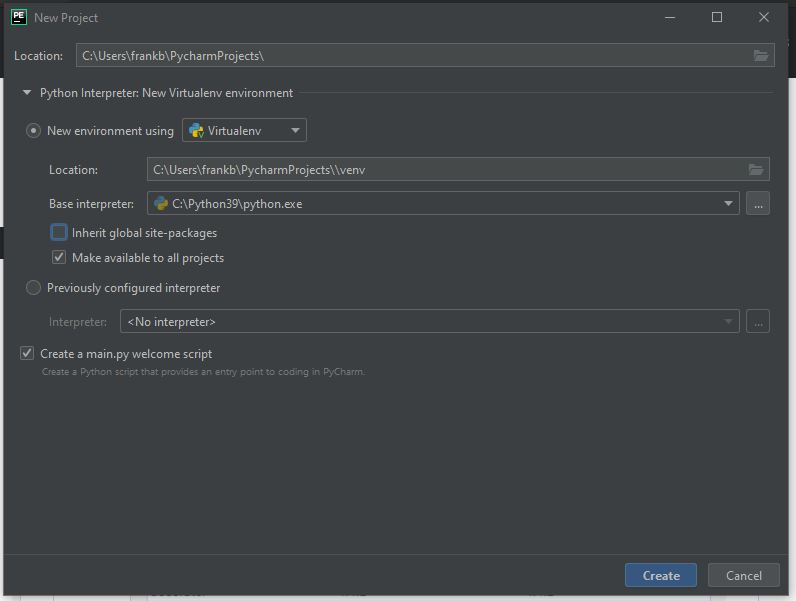 PE New Project
Location: C:\Users\frankb\PycharmProjects\
Python Interpreter: New Virtualenv environment
New environment using Virtualenv
Location: C:\Users\frankb\PycharmProjects\\venv
Base interpreter: C:\Python39\python.exe ...
Inherit global site-packages
Make available to all projects
Previously configured interpreter
Interpreter: <No interpreter> ...
Create a main.py welcome script
Create a Python script that provides an entry point to coding in PyCharm.
Create Cancel